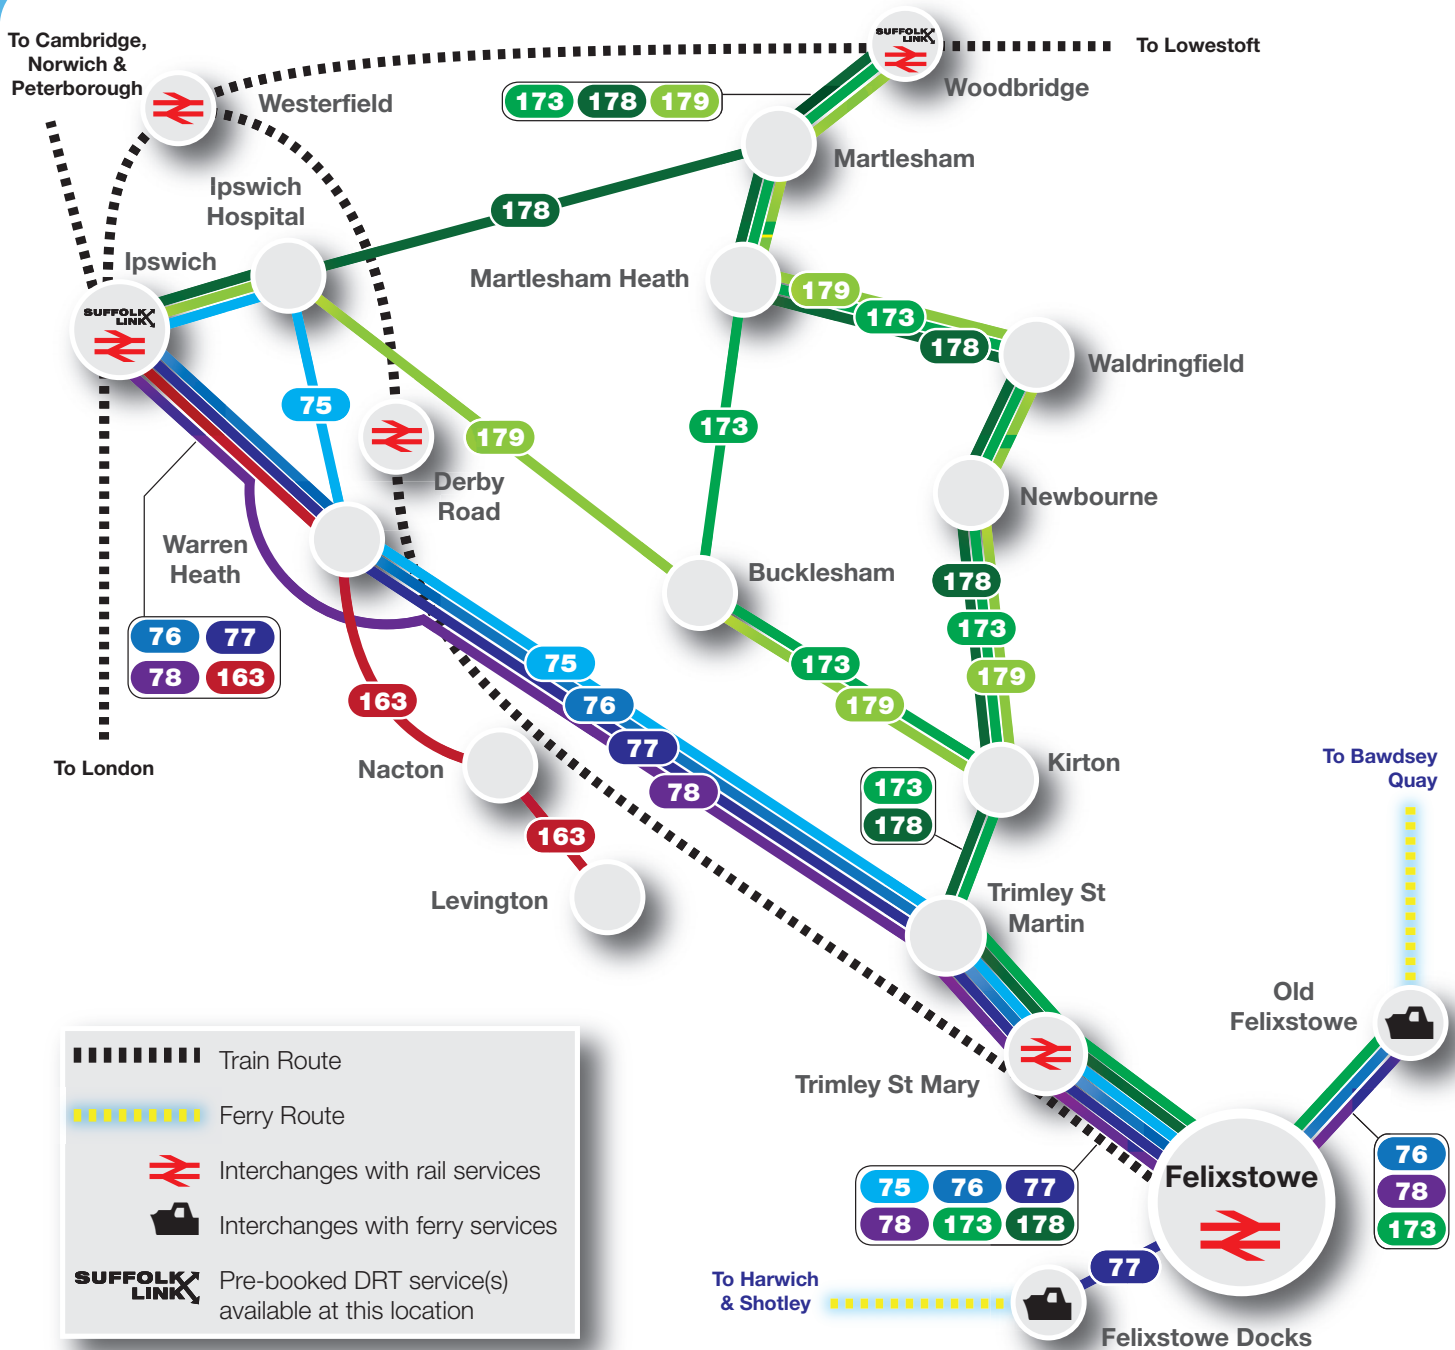 To Cambridge,
Norwich &
Peterborough
Westerfield
SUFFOLK
LINK
To Lowestoft
Woodbridge
173 178 179
Martlesham
Ipswich
Hospital
178
Ipswich
SUFFOLK
LINK
Martlesham Heath
179
173
178
Waldringfield
75
179
173
Derby
Road
Newbourne
Warren
Heath
Bucklesham
178
173
179
76 77
78 163
75
76
77
78
173
179
163
Nacton
Kirton
To London
173
178
To Bawdsey
Quay
163
Levington
Trimley St
Martin
Old
Felixstowe
Trimley St Mary
Train Route
Ferry Route
Interchanges with rail services
Interchanges with ferry services
SUFFOLK
LINK
Pre-booked DRT service(s)
available at this location
75 76 77
78 173 178
Felixstowe
76
78
173
77
To Harwich
& Shotley
Felixstowe Docks